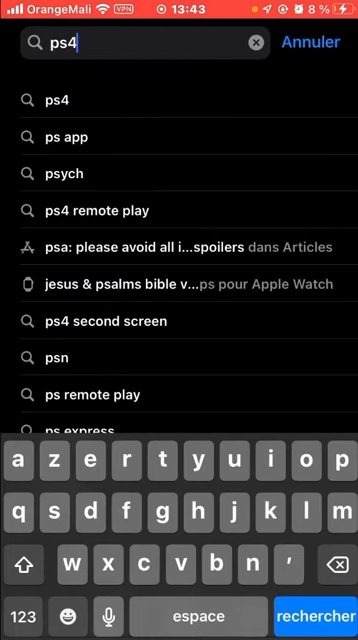 OrangeMali VPN 13:43 8 %
ps4 Annuler
ps4
ps app
psych
ps4 remote play
psa: please avoid all i...spoilers dans Articles
jesus & psalms bible v...ps pour Apple Watch
ps4 second screen
psn
ps remote play
ps express
a z e r t y u i o p
q s d f g h j k l m
w x c v b n ’
123 espace rechercher